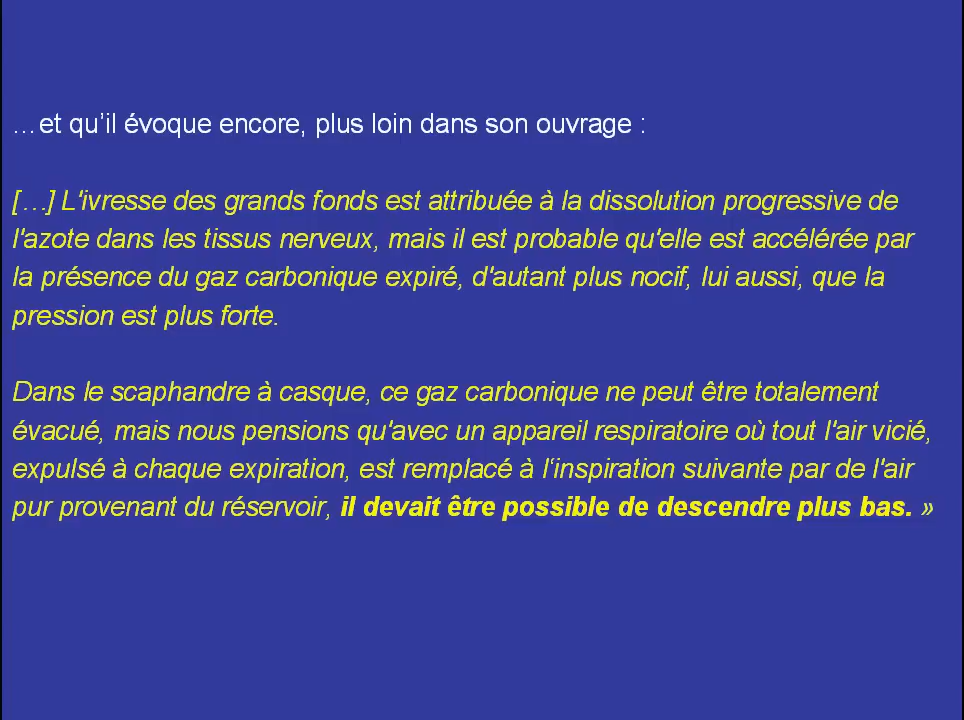 …et qu’il évoque encore, plus loin dans son ouvrage :
[…] L'ivresse des grands fonds est attribuée à la dissolution progressive de
l'azote dans les tissus nerveux, mais il est probable qu'elle est accélérée par
la présence du gaz carbonique expiré, d'autant plus nocif, lui aussi, que la
pression est plus forte.
Dans le scaphandre à casque, ce gaz carbonique ne peut être totalement
évacué, mais nous pensions qu'avec un appareil respiratoire où tout l'air vicié,
expulsé à chaque expiration, est remplacé à l‘inspiration suivante par de l'air
pur provenant du réservoir, il devait être possible de descendre plus bas. »